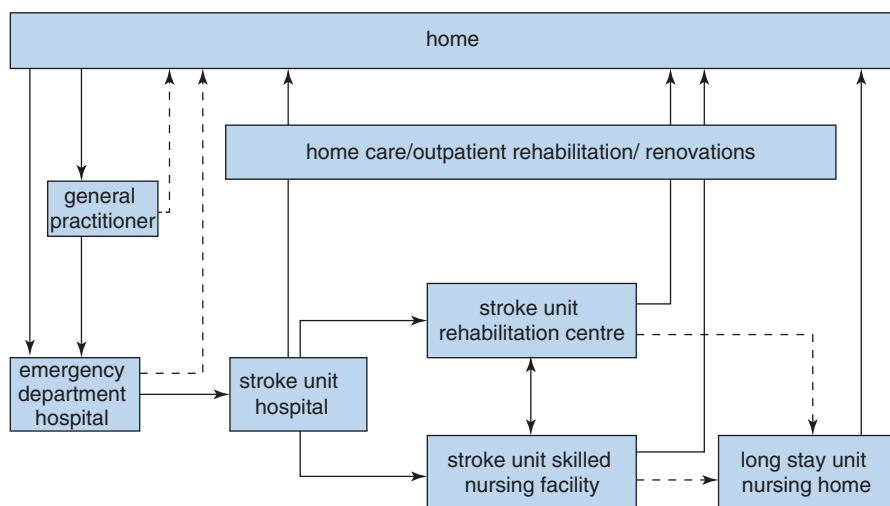 home
home care/outpatient rehabilitation/ renovations
general
practitioner
stroke unit
rehabilitation centre
emergency
department
hospital
stroke unit
hospital
stroke unit skilled
nursing facility
long stay unit
nursing home